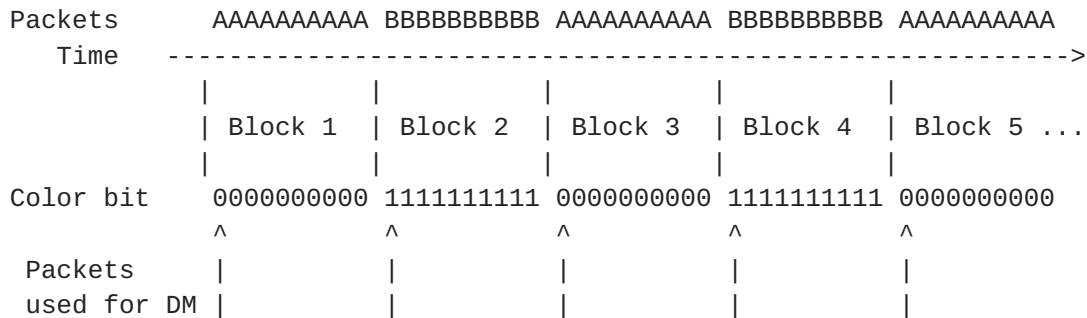 Packets      AAAAAAAAAA BBBBBBBBBB AAAAAAAAAA BBBBBBBBBB AAAAAAAAAA
   Time   ---------------------------------------------------------->
            |          |          |          |          |
            | Block 1  | Block 2  | Block 3  | Block 4  | Block 5 ...
            |          |          |          |          |
Color bit    0000000000 1111111111 0000000000 1111111111 0000000000
             ^          ^          ^          ^          ^
 Packets     |          |          |          |          |
 used for DM |          |          |          |          |